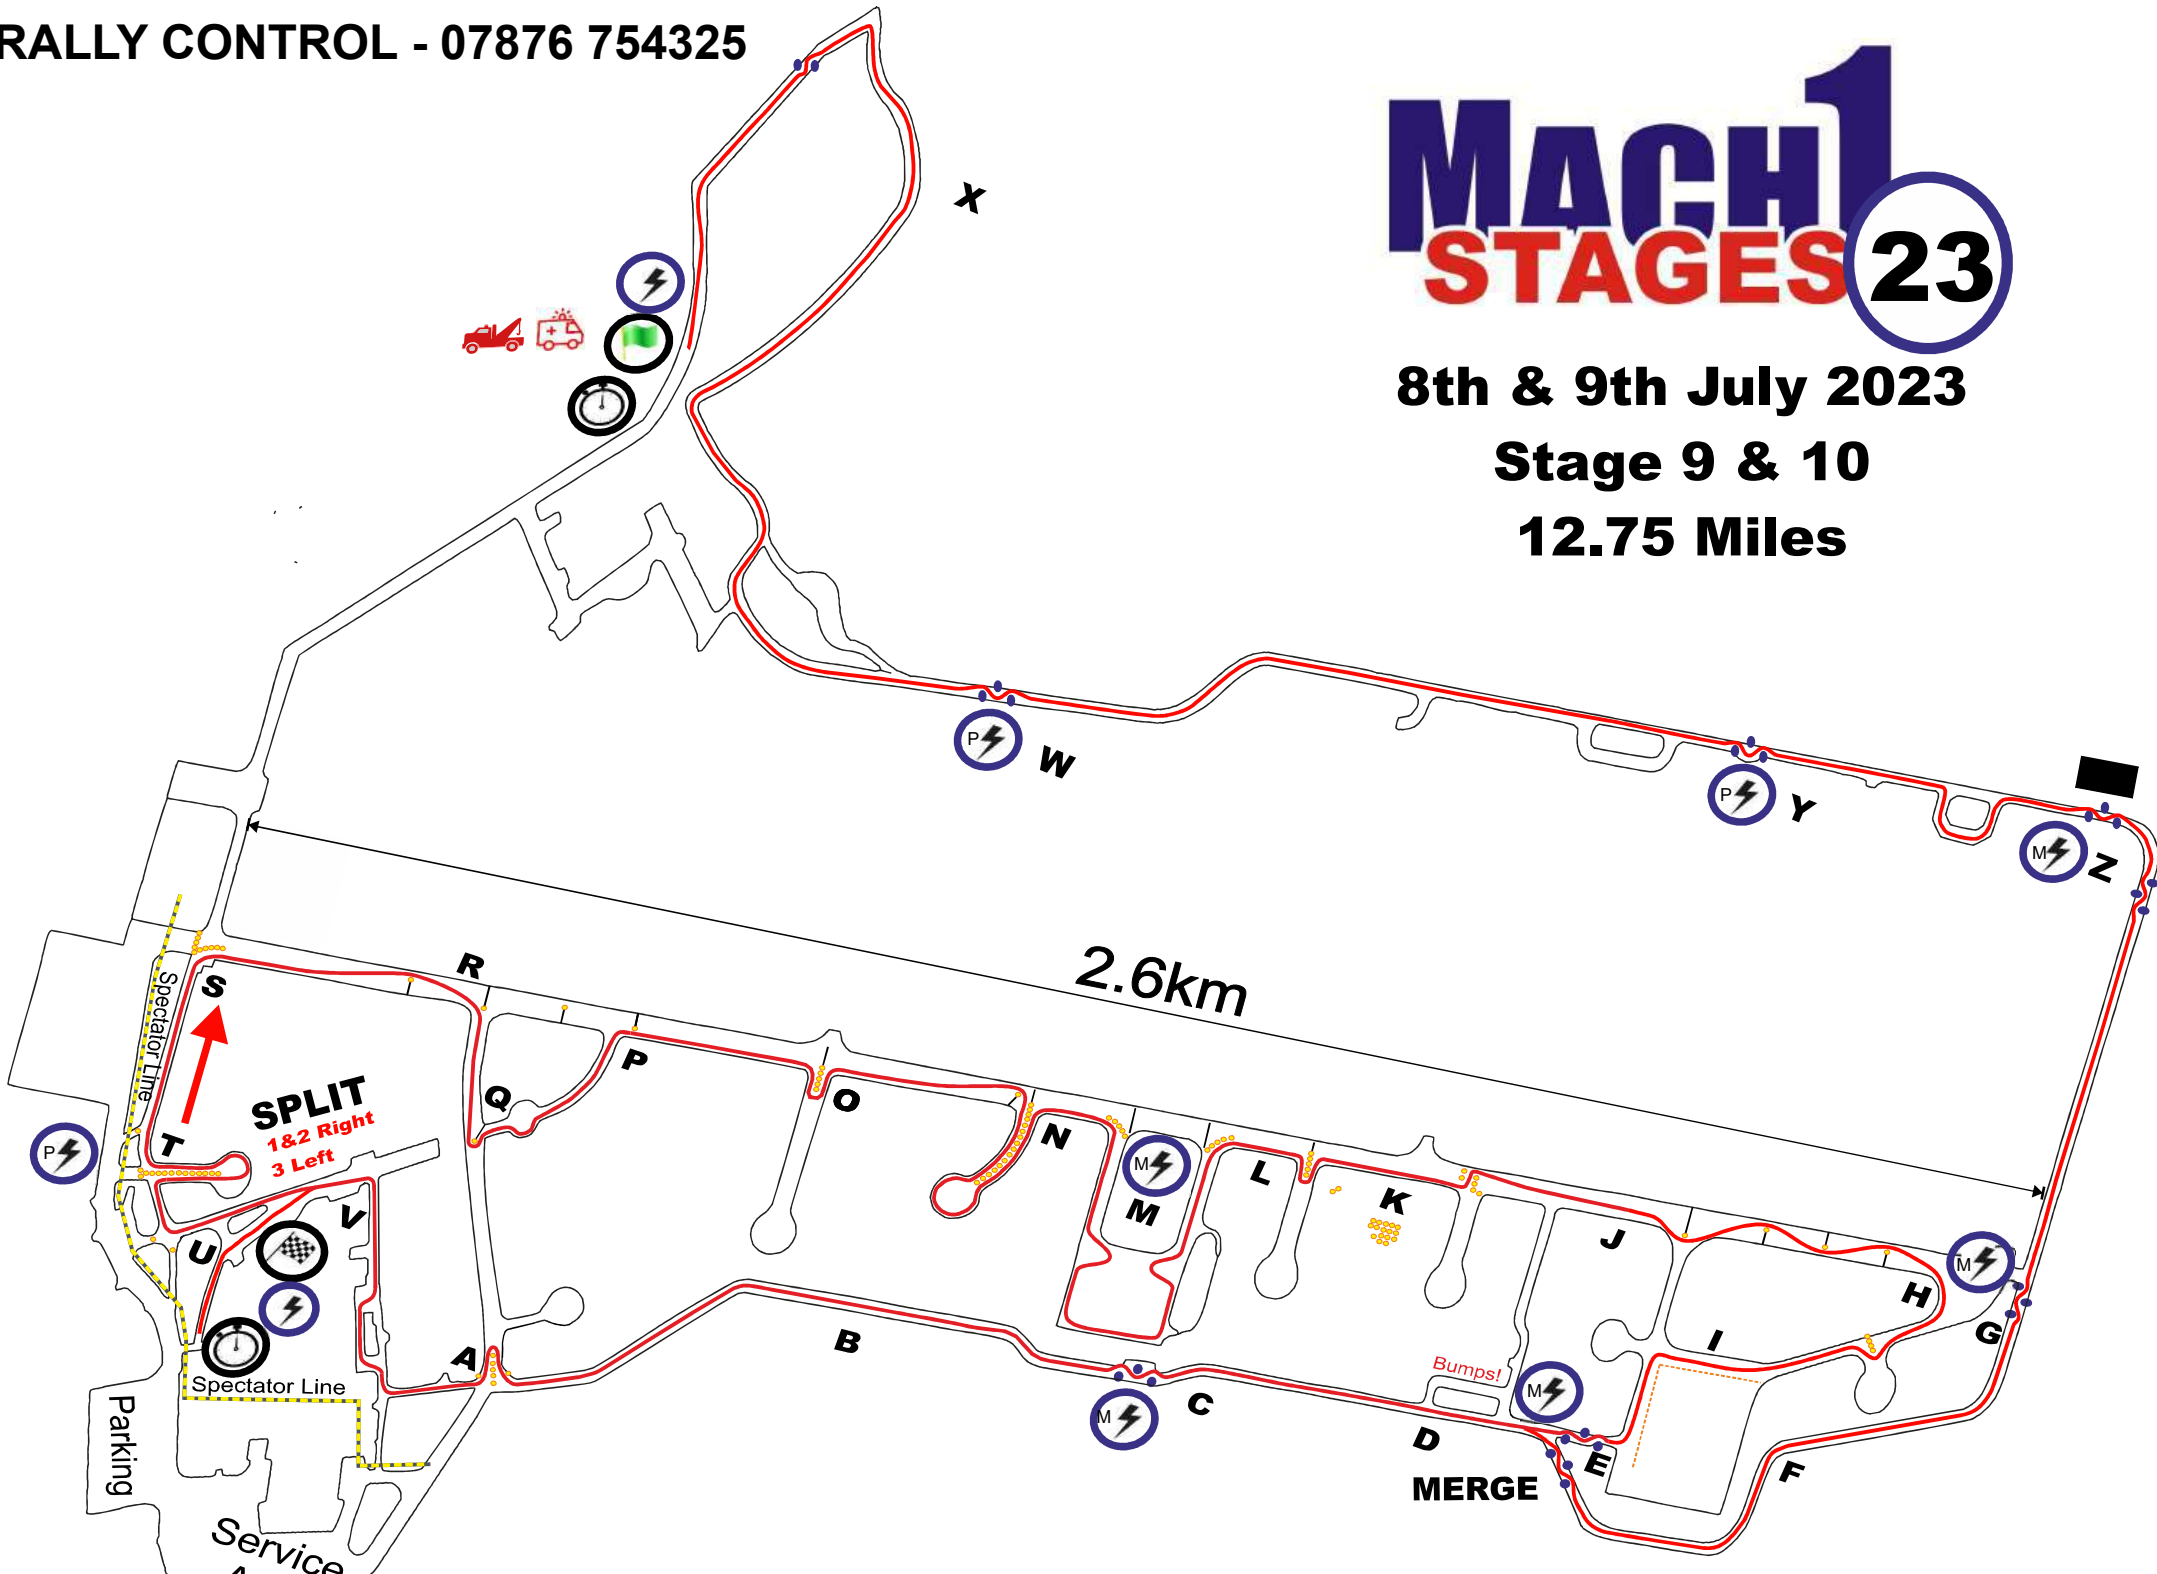 RALLY CONTROL - 07876 754325
MACH 1
STAGES 23
8th & 9th July 2023
Stage 9 & 10
12.75 Miles
X
P
W
P
Y
M
Z
2.6km
R
S
Spectator Line
SPLIT
1&2 Right
3 Left
T
P
Q
P
O
N
M
M
L
K
J
M
H
G
I
U
V
A
B
Bumps!
M
M
C
D
E
F
MERGE
Spectator Line
Parking
Service